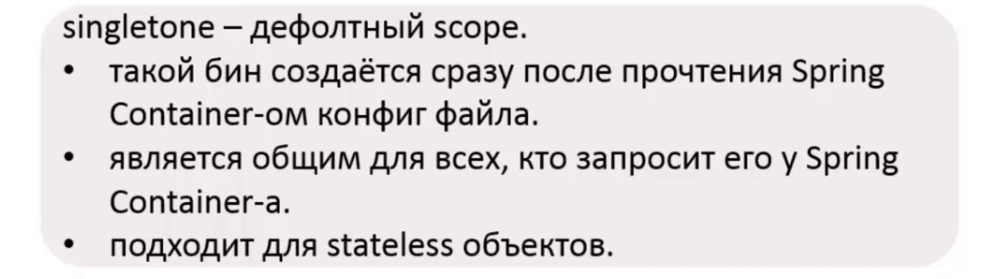 singletone – дефолтный scope.
• такой бин создаётся сразу после прочтения Spring
Container-ом конфиг файла.
• является общим для всех, кто запросит его у Spring
Container-а.
• подходит для stateless объектов.